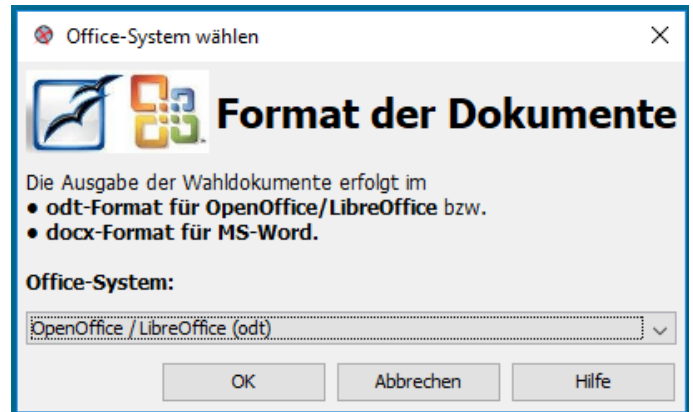 Office-System wählen
Format der Dokumente
Die Ausgabe der Wahldokumente erfolgt im
• odt-Format für OpenOffice/LibreOffice bzw.
• docx-Format für MS-Word.
Office-System:
OpenOffice / LibreOffice (odt)
OK Abbrechen Hilfe